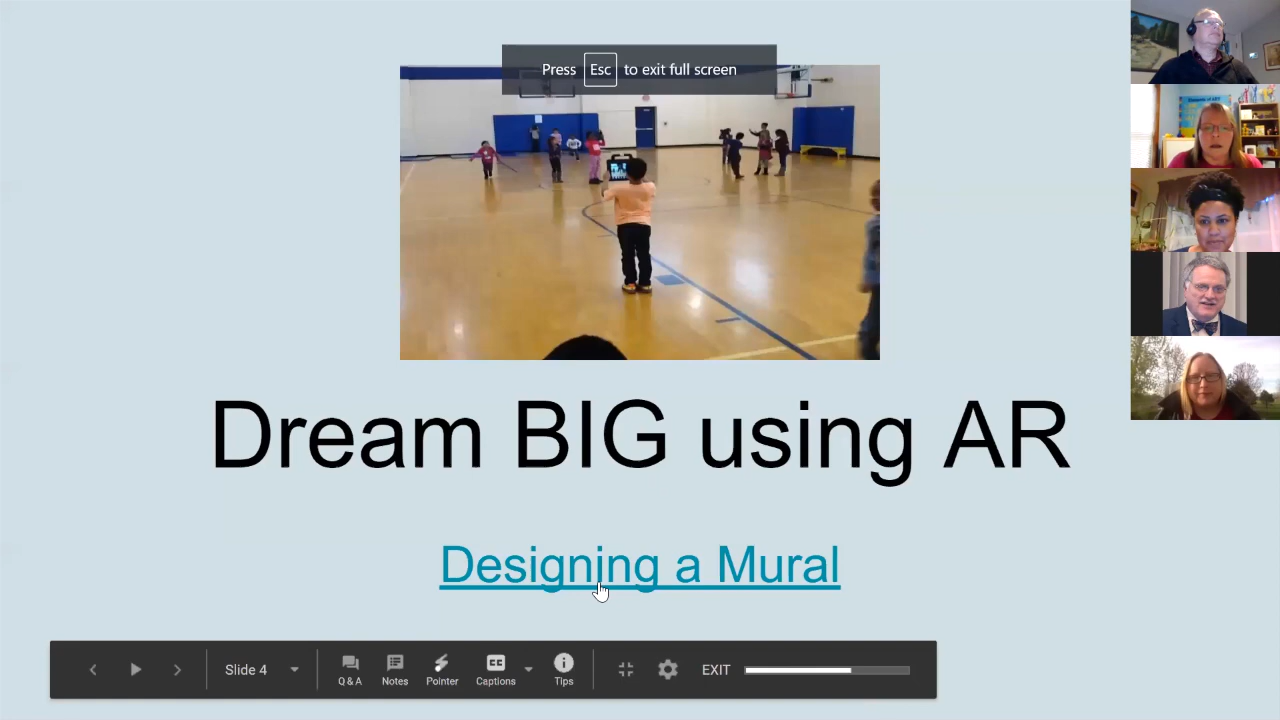 Press Esc to exit full screen
Dream BIG using AR
Designing a Mural
Slide 4
Q & A
Notes
Pointer
CC
Captions
Tips
EXIT